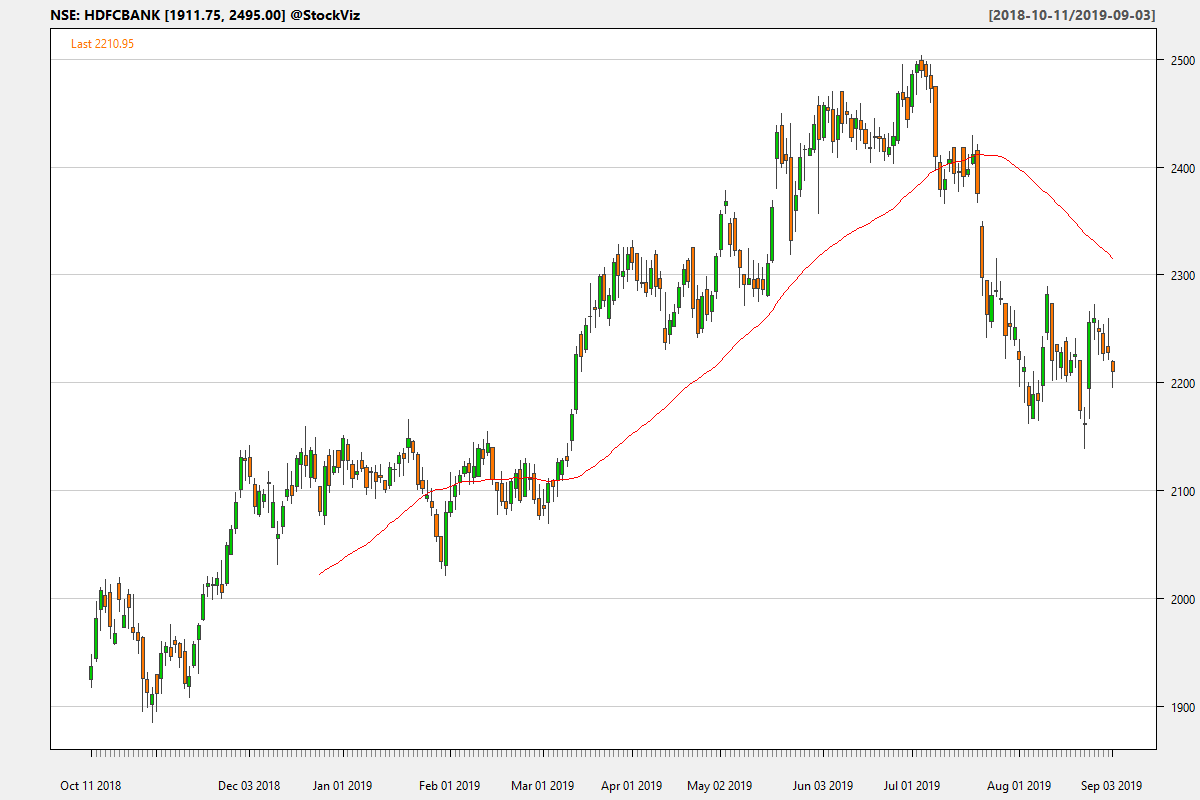 NSE: HDFCBANK [1911.75, 2495.00] @StockViz [2018-10-11/2019-09-03]
Last 2210.95
2500
2400
2300
2200
2100
2000
1900
Oct 11 2018 Dec 03 2018 Jan 01 2019 Feb 01 2019 Mar 01 2019 Apr 01 2019 May 02 2019 Jun 03 2019 Jul 01 2019 Aug 01 2019 Sep 03 2019